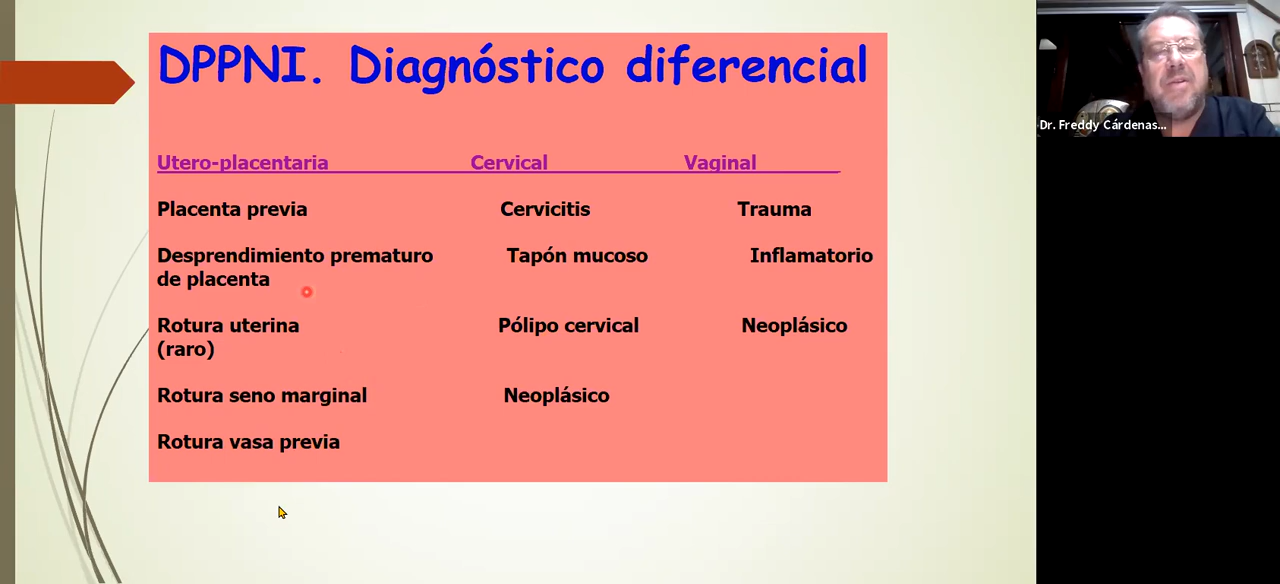 DPPNI. Diagnóstico diferencial
Utero-placentaria Cervical Vaginal
Placenta previa Cervicitis Trauma
Desprendimiento prematuro Tapón mucoso Inflamatorio
de placenta
Rotura uterina Pólipo cervical Neoplásico
(raro)
Rotura seno marginal Neoplásico
Rotura vasa previa
Dr. Freddy Cárdenas...